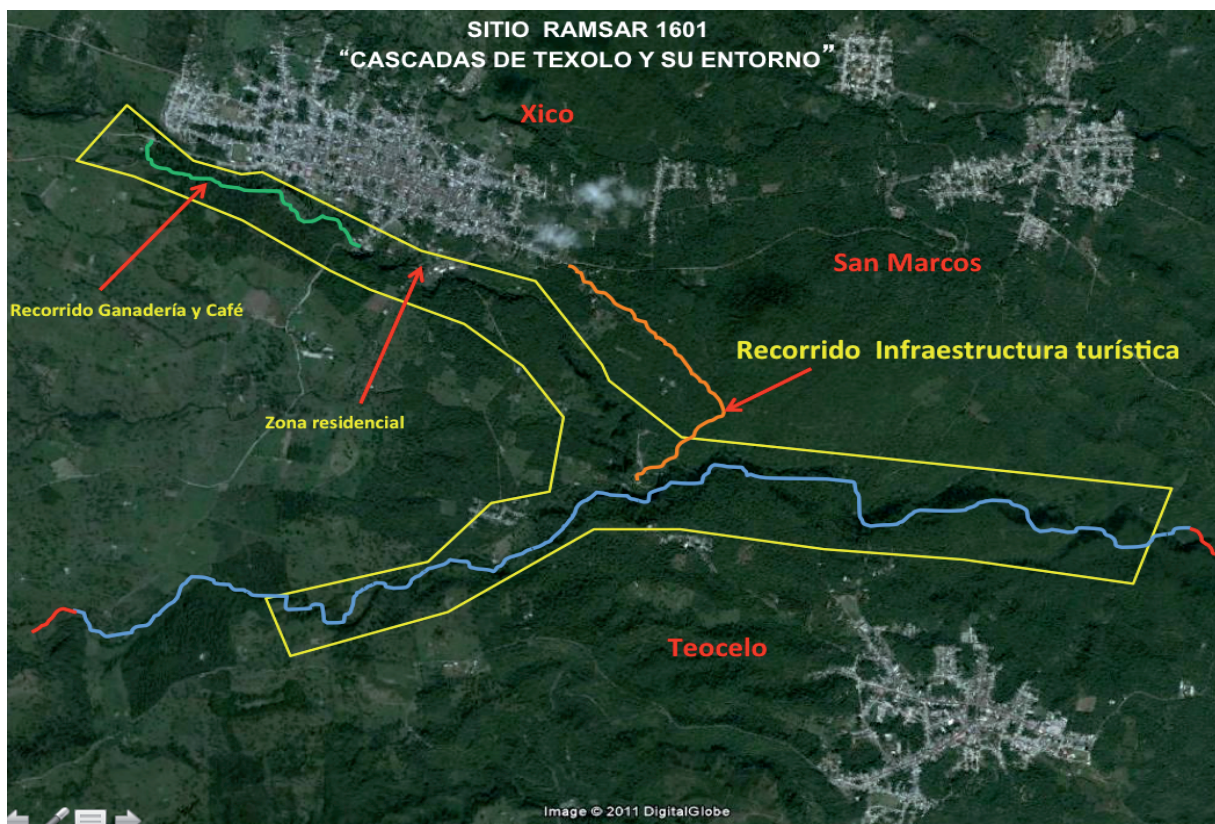 SITIO RAMSAR 1601
“CASCADAS DE TEXOLO Y SU ENTORNO”
Xico
San Marcos
Recorrido Ganadería y Café
Recorrido Infraestructura turística
Zona residencial
Teocelo
Image © 2011 DigitalGlobe